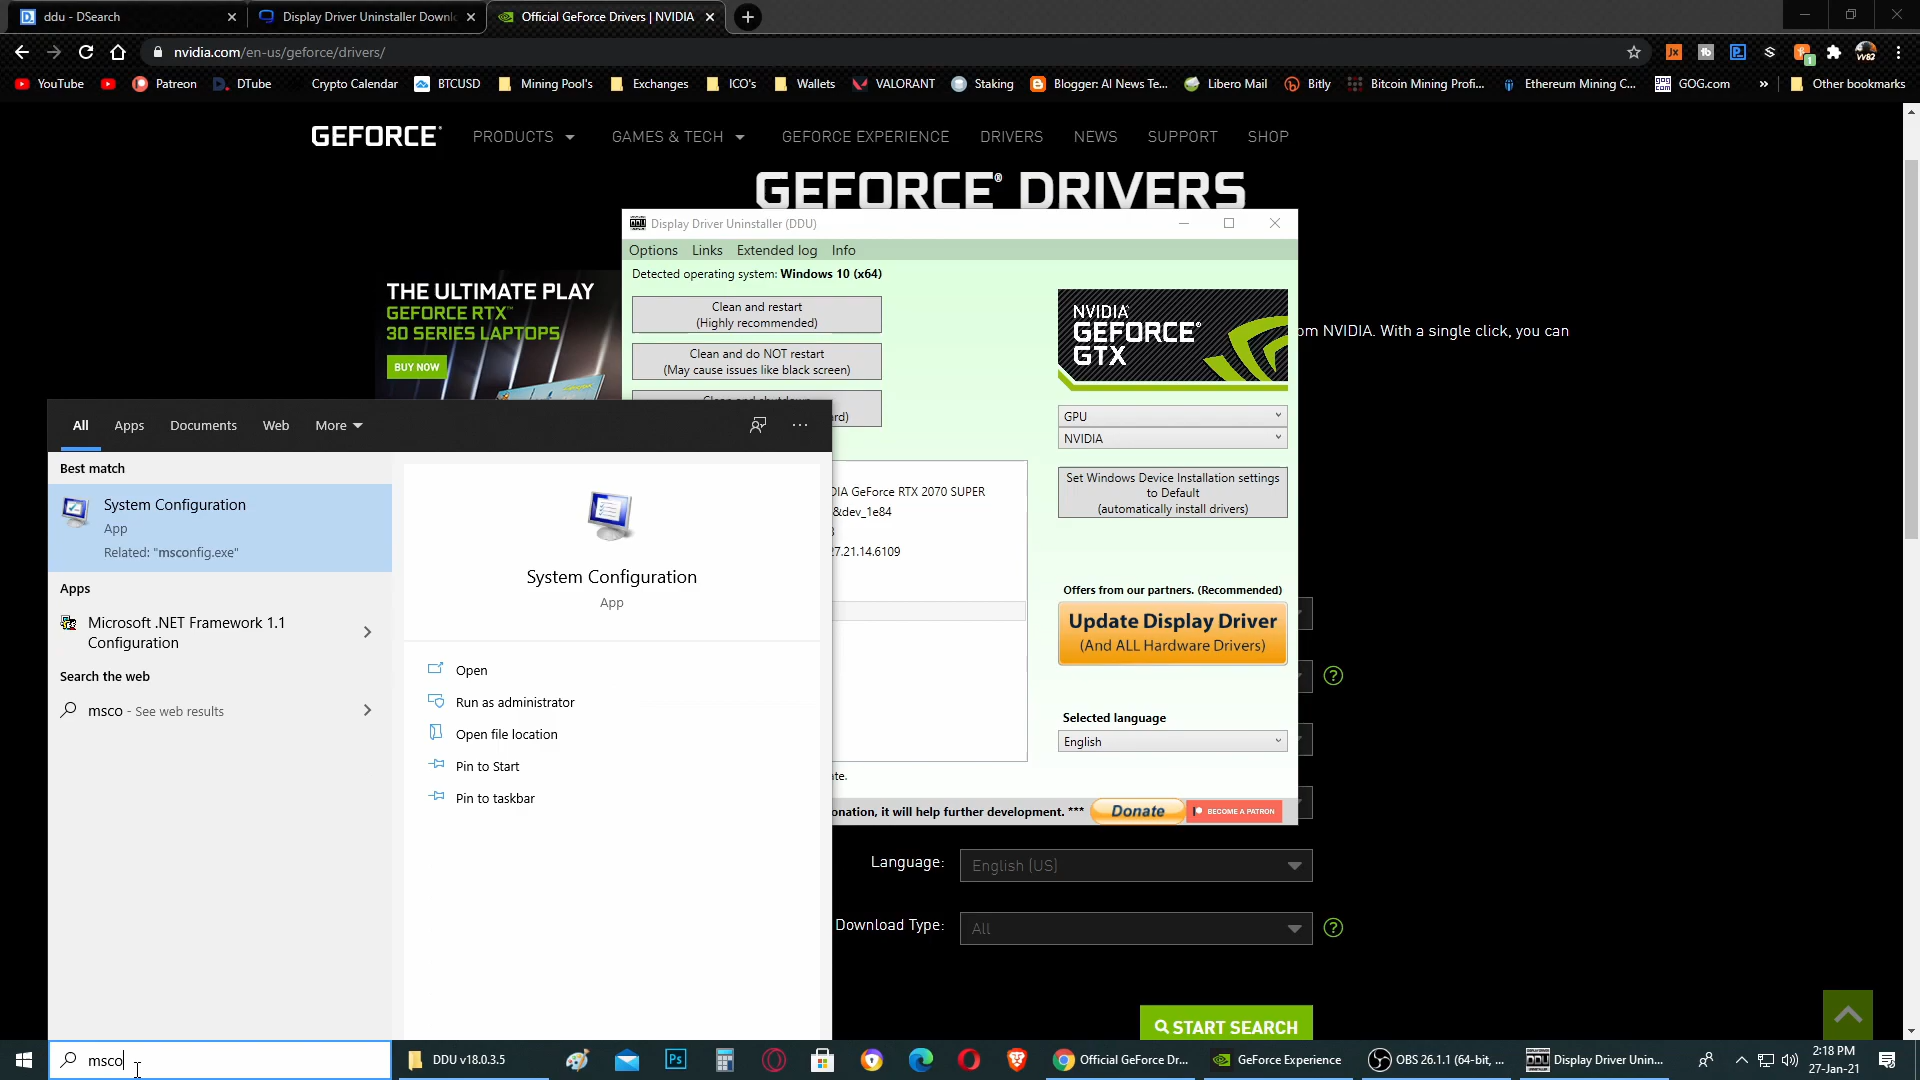 ddu - DSearch
Display Driver Uninstaller Downl
Official GeForce Drivers | NVIDIA
nvidia.com/en-us/geforce/drivers/
YouTube
Patreon
DTube
Crypto Calendar
BTCUSD
Mining Pool's
Exchanges
ICO's
Wallets
VALORANT
Staking
Blogger: AI News Te...
Libero Mail
Bitly
Bitcoin Mining Profi...
Ethereum Mining C...
GOG.com
Other bookmarks
GEFORCE
PRODUCTS
GAMES & TECH
GEFORCE EXPERIENCE
DRIVERS
NEWS
SUPPORT
SHOP
GEFORCE® DRIVERS
THE ULTIMATE PLAY
GEFORCE RTX™
30 SERIES LAPTOPS
BUY NOW
om NVIDIA. With a single click, you can
Display Driver Uninstaller (DDU)
Options Links Extended log Info
Detected operating system: Windows 10 (x64)
Clean and restart
(Highly recommended)
Clean and do NOT restart
(May cause issues like black screen)
NVIDIA
GEFORCE®
GTX
GPU
NVIDIA
Set Windows Device Installation settings
to Default
(automatically install drivers)
DIA GeForce RTX 2070 SUPER
&dev_1e84
27.21.14.6109
Offers from our partners. (Recommended)
Update Display Driver
(And ALL Hardware Drivers)
Selected language
English
onation, it will help further development. ***
Donate
BECOME A PATRON
Language:
English (US)
Download Type:
All
START SEARCH
All Apps Documents Web More
Best match
System Configuration
App
Related: "msconfig.exe"
Apps
Microsoft .NET Framework 1.1
Configuration
Search the web
msco - See web results
System Configuration
App
Open
Run as administrator
Open file location
Pin to Start
Pin to taskbar
msco
DDU v18.0.3.5
Ps
Official GeForce Dr...
GeForce Experience
OBS 26.1.1 (64-bit, ...
Display Driver Unin...
2:18 PM
27-Jan-21